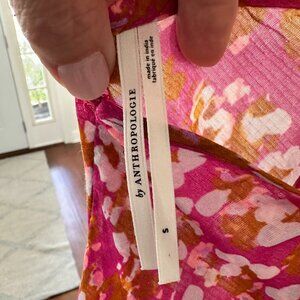 by ANTHROPOLOGIE
made in india
fabriqué en inde
S